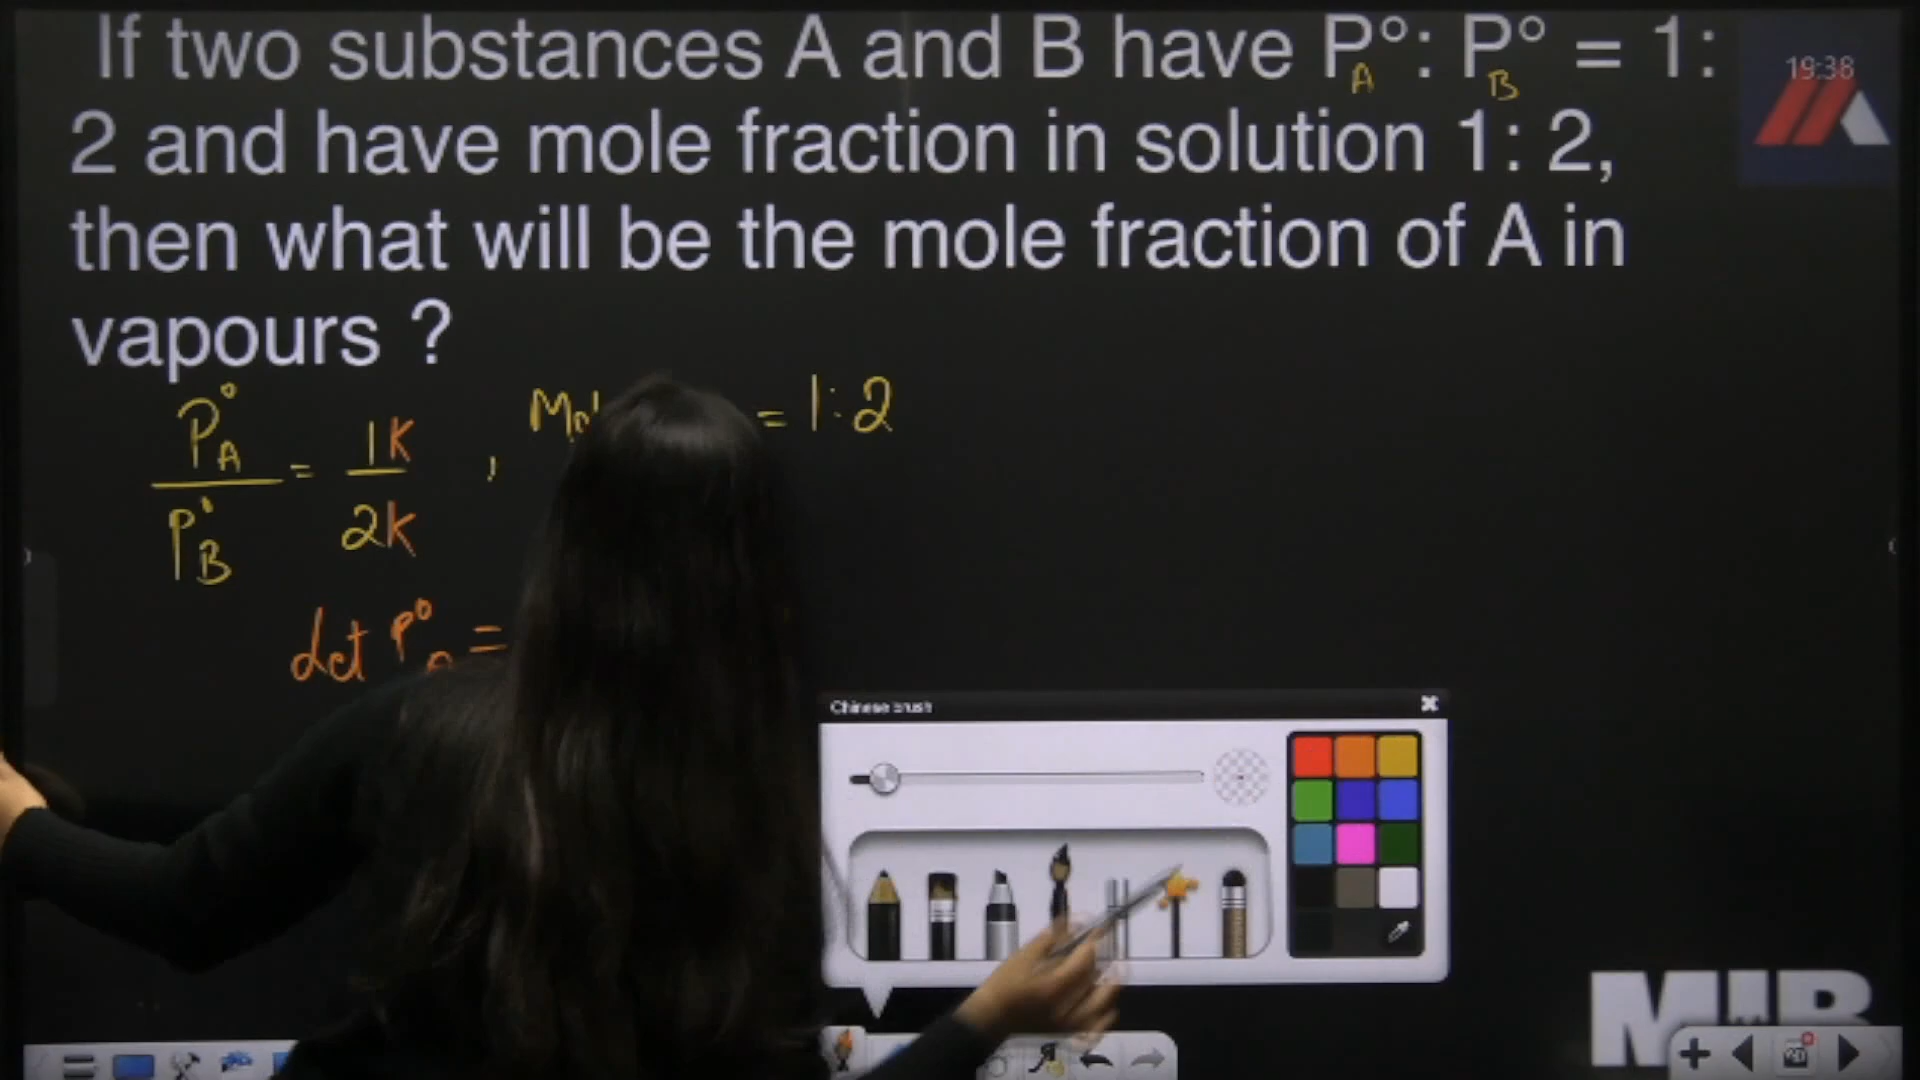 If two substances A and B have P°A : P°B = 1:
19:38
2 and have mole fraction in solution 1: 2,
then what will be the mole fraction of A in
vapours ?
P°A / P°B = 1K / 2K , = 1:2
Let P° =
Chinese brush
MIB